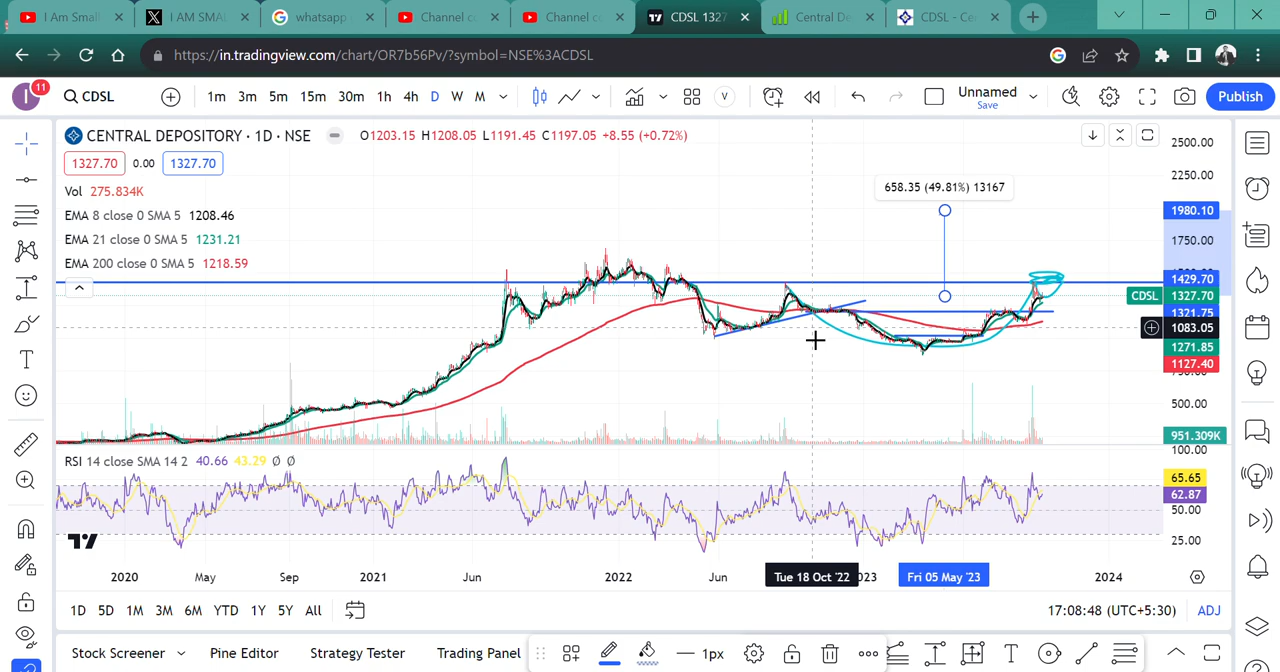 I Am Small
I AM SMAL
whatsapp
Channel c
Channel c
CDSL 1327
Central De
CDSL - Ce
https://in.tradingview.com/chart/OR7b56Pv/?symbol=NSE%3ACDSL
I 11 CDSL 1m 3m 5m 15m 30m 1h 4h D W M V Unnamed Save Publish
CENTRAL DEPOSITORY · 1D · NSE O1203.15 H1208.05 L1191.45 C1197.05 +8.55 (+0.72%)
1327.70 0.00 1327.70
Vol 275.834K
EMA 8 close 0 SMA 5 1208.46
EMA 21 close 0 SMA 5 1231.21
EMA 200 close 0 SMA 5 1218.59
658.35 (49.81%) 13167
2500.00
2250.00
1980.10
1750.00
1429.70
CDSL 1327.70
1321.75
1083.05
1271.85
1127.40
500.00
951.309K
RSI 14 close SMA 14 2 40.66 43.29 Ø Ø
100.00
65.65
62.87
50.00
25.00
2020 May Sep 2021 Jun 2022 Jun Tue 18 Oct '22 023 Fri 05 May '23 2024
1D 5D 1M 3M 6M YTD 1Y 5Y All 17:08:48 (UTC+5:30) ADJ
Stock Screener Pine Editor Strategy Tester Trading Panel 1px